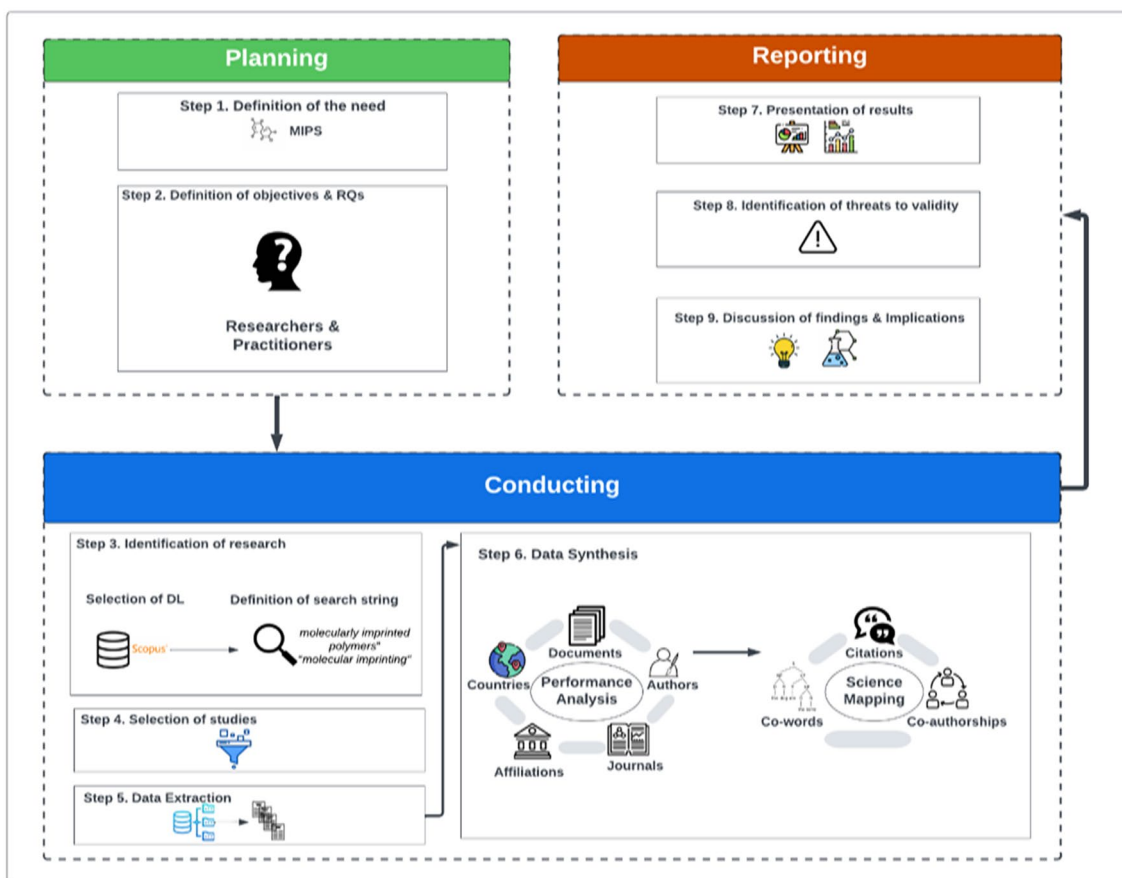 Planning
Step 1. Definition of the need
MIPS
Step 2. Definition of objectives & RQs
?
Researchers &
Practitioners
Reporting
Step 7. Presentation of results
Step 8. Identification of threats to validity
!
Step 9. Discussion of findings & Implications
Conducting
Step 3. Identification of research
Selection of DL
Definition of search string
Scopus
molecularly imprinted
polymers"
"molecular imprinting"
Step 4. Selection of studies
Step 5. Data Extraction
Step 6. Data Synthesis
Documents
Countries
Performance
Analysis
Authors
Affiliations
Journals
Citations
Science
Mapping
Co-words
Co-authorships